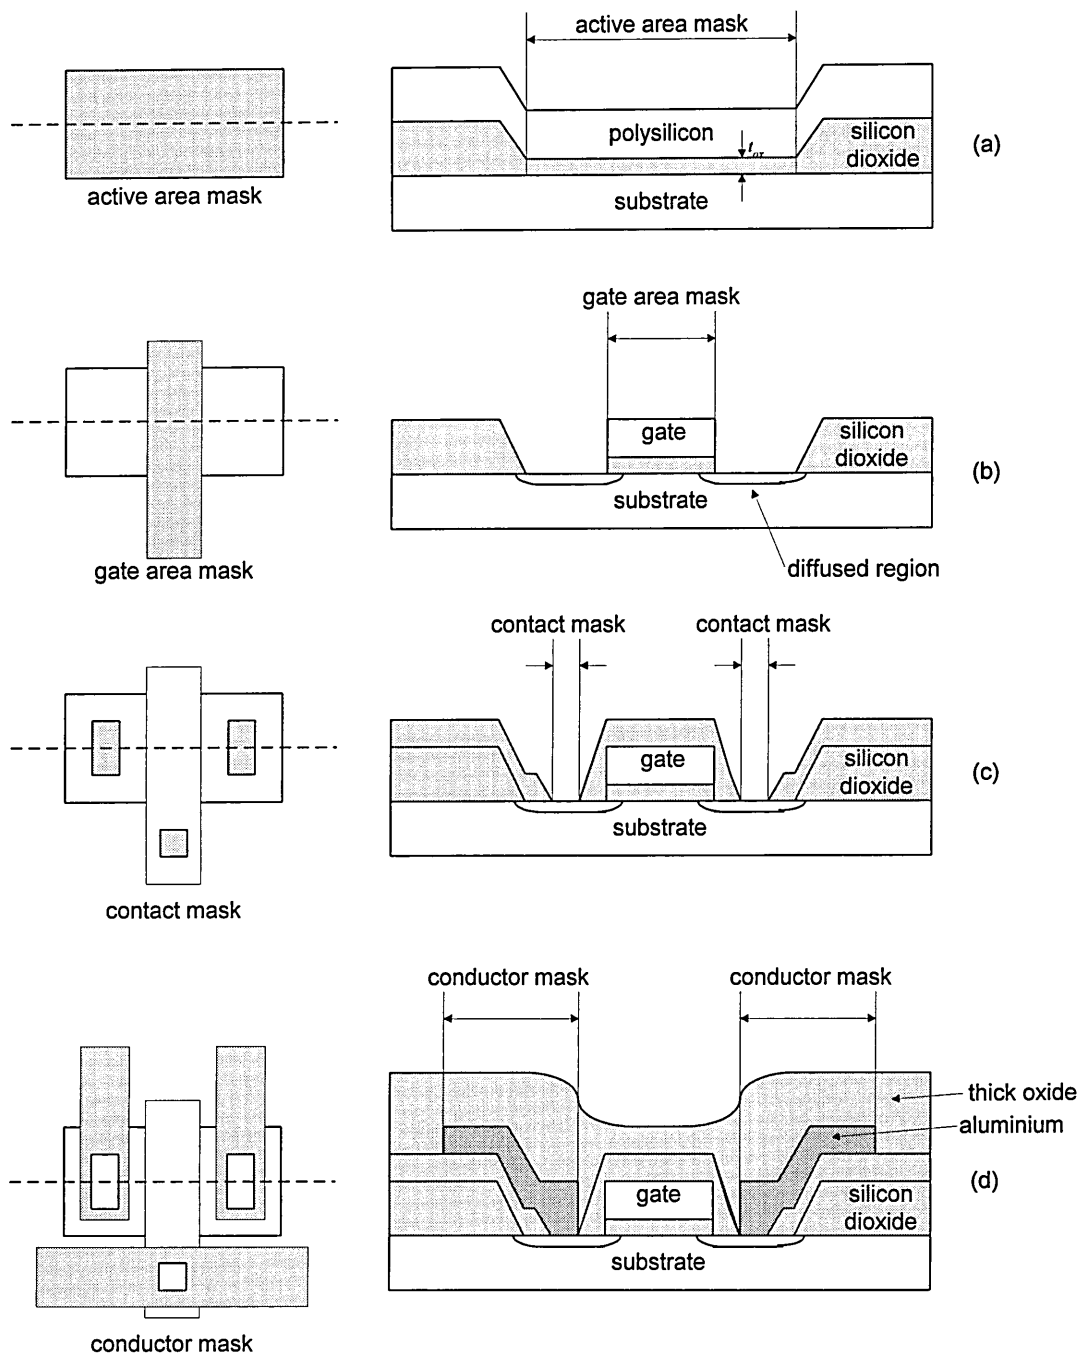 active area mask
active area mask
polysilicon
t_ox
silicon
dioxide
substrate
(a)
gate area mask
gate area mask
gate
silicon
dioxide
substrate
diffused region
(b)
contact mask
contact mask
contact mask
gate
silicon
dioxide
substrate
(c)
conductor mask
conductor mask
conductor mask
thick oxide
aluminium
gate
silicon
dioxide
substrate
(d)